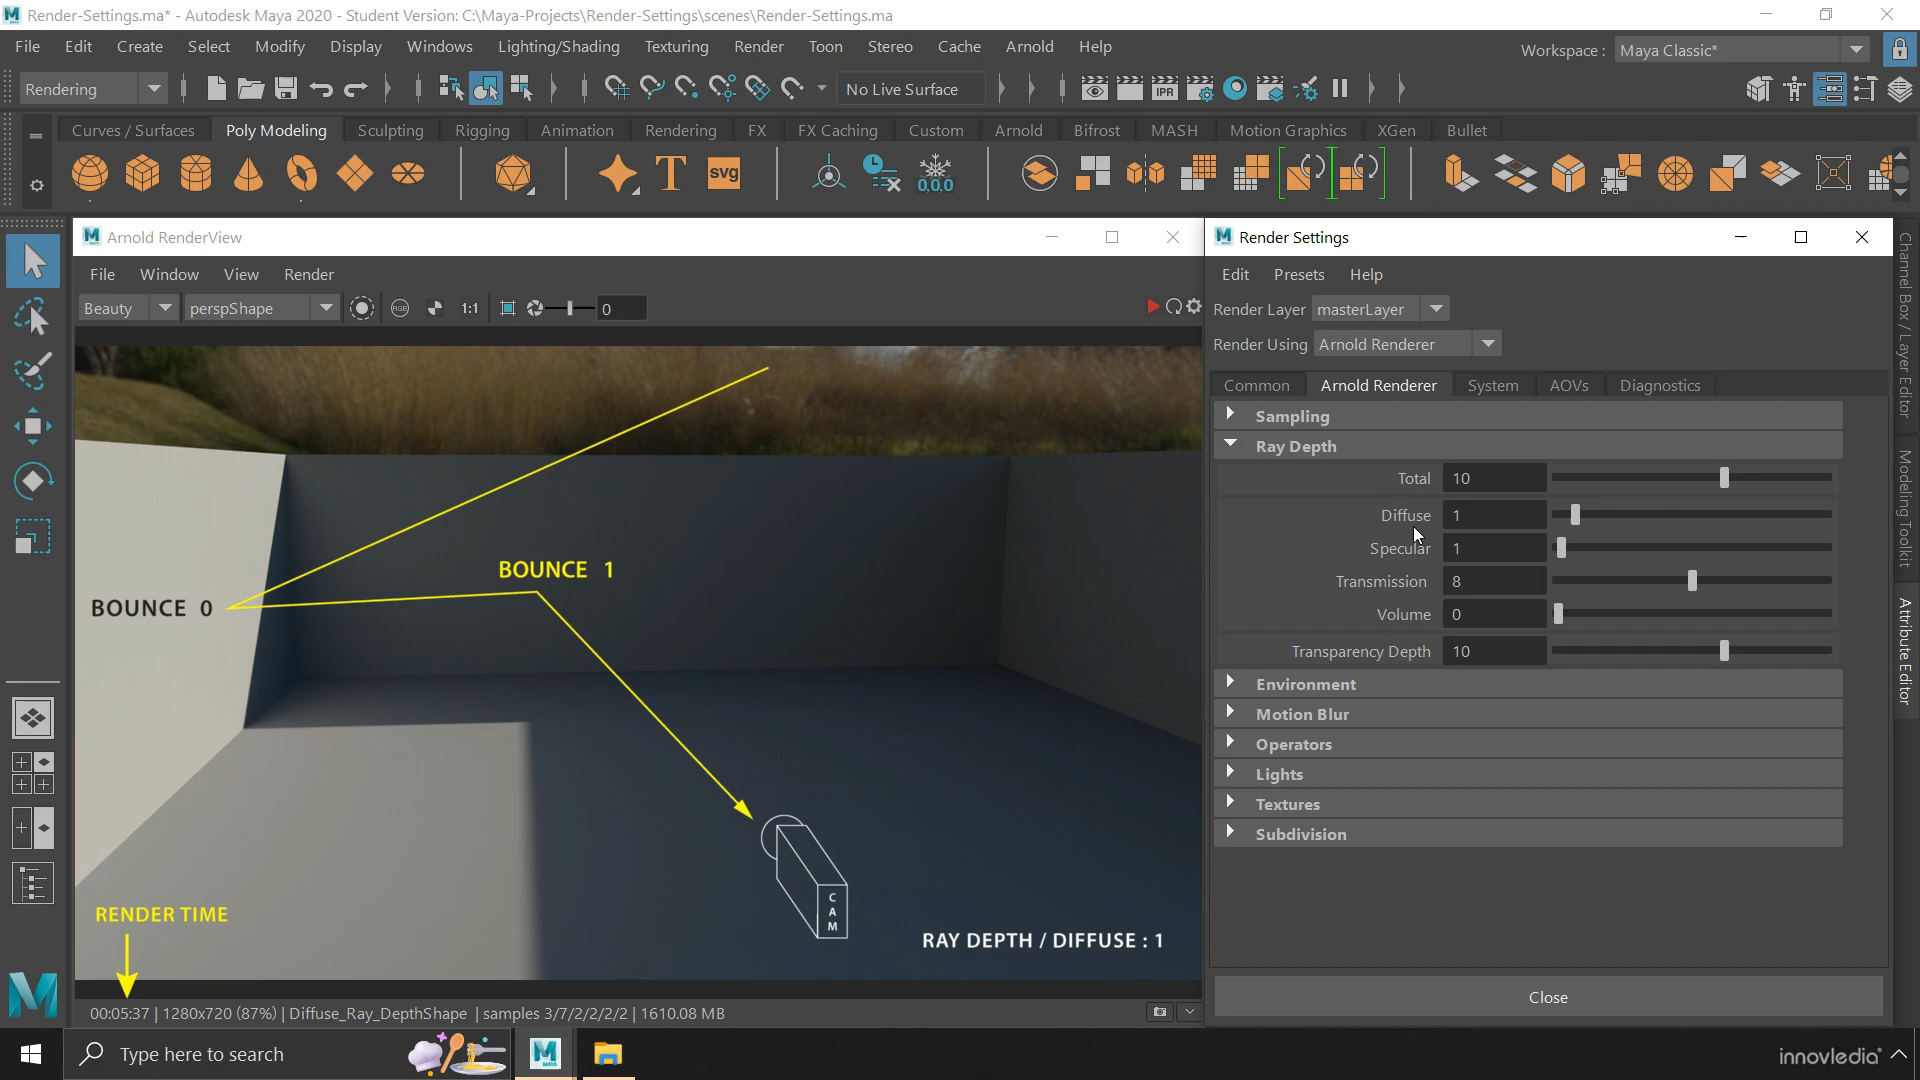 Render-Settings.ma* - Autodesk Maya 2020 - Student Version: C:\Maya-Projects\Render-Settings\scenes\Render-Settings.ma
File Edit Create Select Modify Display Windows Lighting/Shading Texturing Render Toon Stereo Cache Arnold Help
Workspace : Maya Classic*
Rendering
No Live Surface
IPR
Curves / Surfaces Poly Modeling Sculpting Rigging Animation Rendering FX FX Caching Custom Arnold Bifrost MASH Motion Graphics XGen Bullet
T
svg
0,0,0
Arnold RenderView
File Window View Render
Beauty perspShape RGB 1:1 0
BOUNCE 1
BOUNCE 0
RENDER TIME
CAM
RAY DEPTH / DIFFUSE : 1
00:05:37 | 1280x720 (87%) | Diffuse_Ray_DepthShape | samples 3/7/2/2/2/2 | 1610.08 MB
Render Settings
Edit Presets Help
Render Layer masterLayer
Render Using Arnold Renderer
Common Arnold Renderer System AOVs Diagnostics
Sampling
Ray Depth
Total 10
Diffuse 1
Specular 1
Transmission 8
Volume 0
Transparency Depth 10
Environment
Motion Blur
Operators
Lights
Textures
Subdivision
Close
Channel Box / Layer Editor
Modeling Toolkit
Attribute Editor
M
Type here to search
MAYA
innovledia